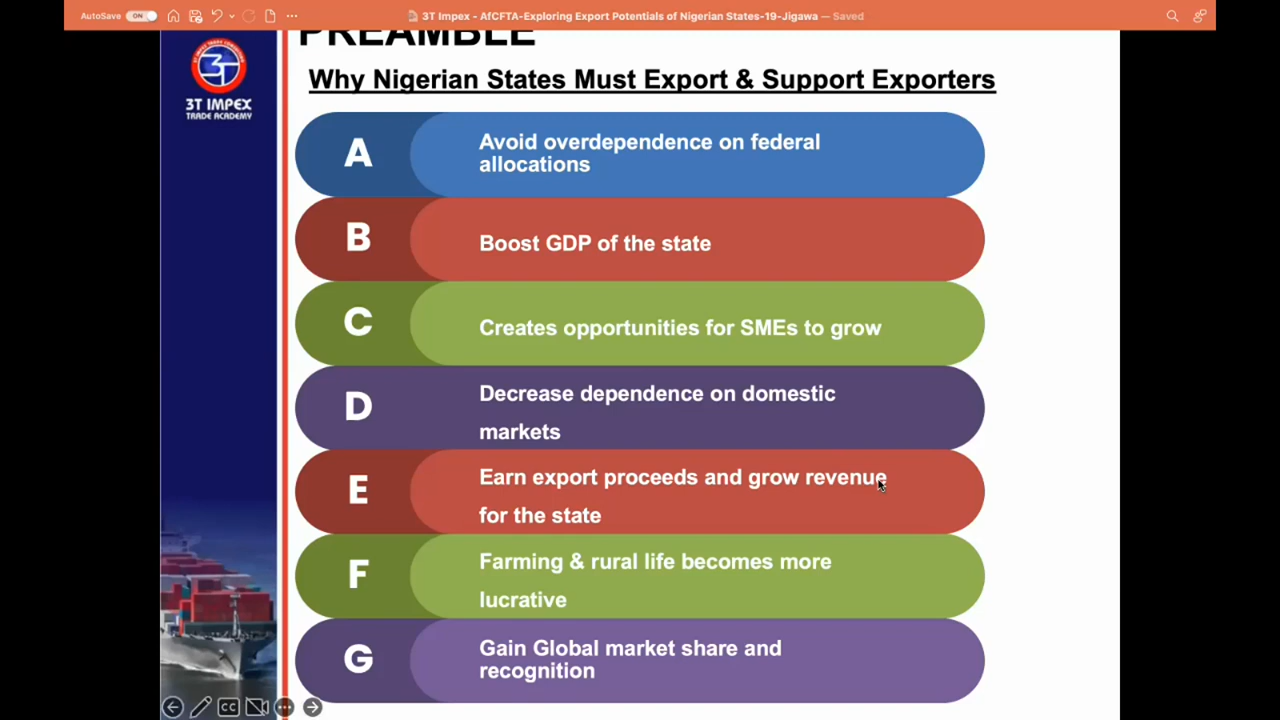 AutoSave ON
3T Impex - AfCFTA-Exploring Export Potentials of Nigerian States-19-Jigawa — Saved
PREAMBLE
3T IMPEX TRADE ACADEMY
Why Nigerian States Must Export & Support Exporters
A
Avoid overdependence on federal
allocations
B
Boost GDP of the state
C
Creates opportunities for SMEs to grow
D
Decrease dependence on domestic
markets
E
Earn export proceeds and grow revenue
for the state
F
Farming & rural life becomes more
lucrative
G
Gain Global market share and
recognition
CC